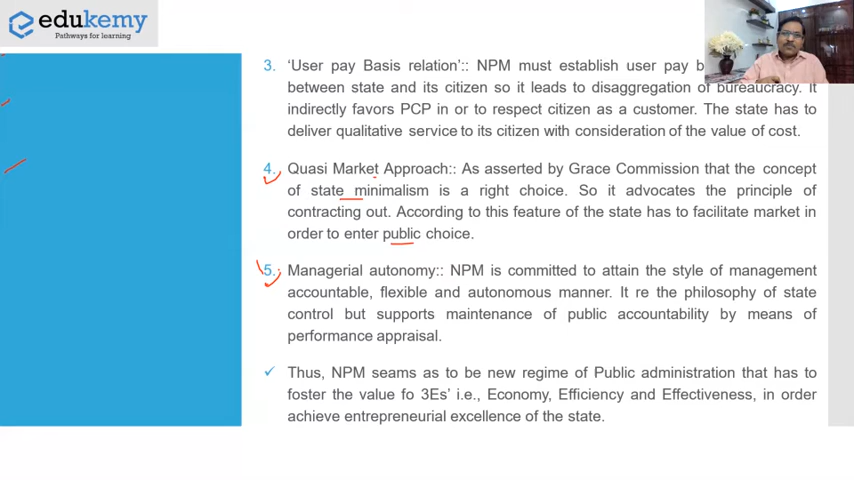 edukemy
Pathways for learning
3. ‘User pay Basis relation’:: NPM must establish user pay b
between state and its citizen so it leads to disaggregation of bureaucracy. It
indirectly favors PCP in or to respect citizen as a customer. The state has to
deliver qualitative service to its citizen with consideration of the value of cost.
4. Quasi Market Approach:: As asserted by Grace Commission that the concept
of state minimalism is a right choice. So it advocates the principle of
contracting out. According to this feature of the state has to facilitate market in
order to enter public choice.
5. Managerial autonomy:: NPM is committed to attain the style of management
accountable, flexible and autonomous manner. It re the philosophy of state
control but supports maintenance of public accountability by means of
performance appraisal.
✓ Thus, NPM seams as to be new regime of Public administration that has to
foster the value fo 3Es’ i.e., Economy, Efficiency and Effectiveness, in order
achieve entrepreneurial excellence of the state.